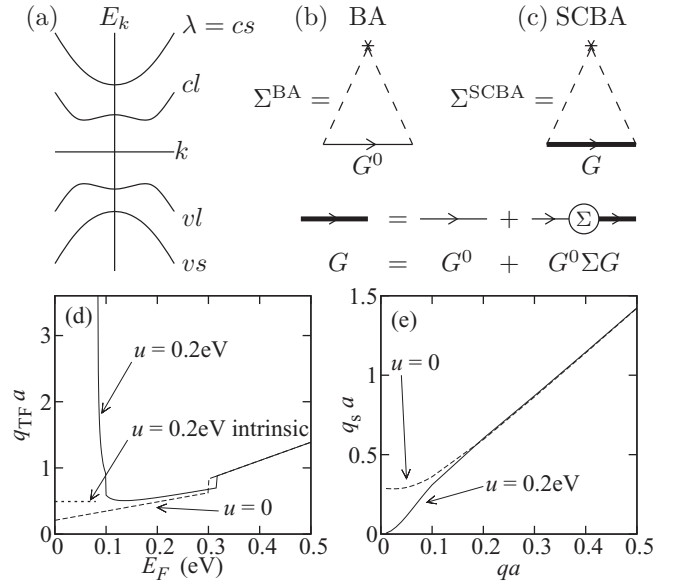 (a)
E_k
λ = cs
cl
k
vl
vs
(b)
BA
Σ^BA =
G^0
(c) SCBA
Σ^SCBA =
G
= + Σ
G = G^0 + G^0ΣG
(d)
3
2
1
0
q_TF a
u = 0.2eV
u = 0.2eV intrinsic
u = 0
0 0.1 0.2 0.3 0.4 0.5
E_F (eV)
(e)
1.5
1
0.5
0
q_s a
u = 0
u = 0.2eV
0 0.1 0.2 0.3 0.4 0.5
qa